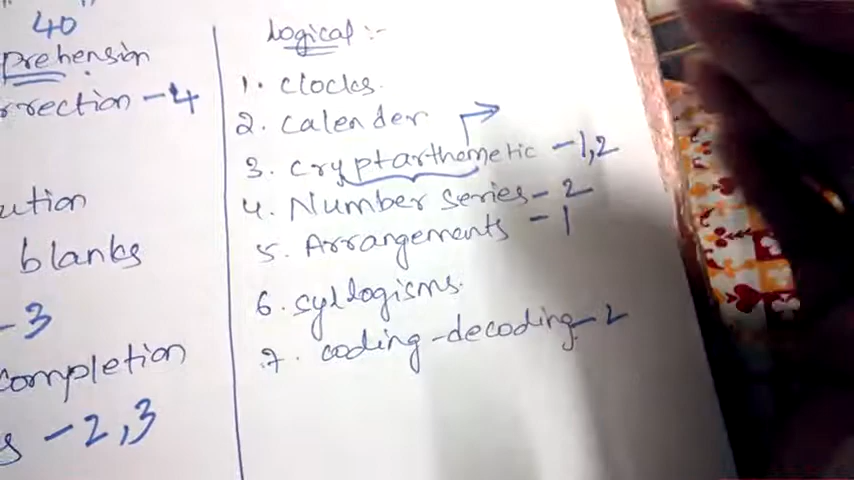 " 40 "
prehension
rrection - 4
ution
blanks
- 3
completion
s - 2,3
Logical :-
1. clocks.
2. calender
3. cryptarthemetic - 1,2
4. Number series - 2
5. Arrangements - 1
6. syllogisms.
7. coding-decoding - 2